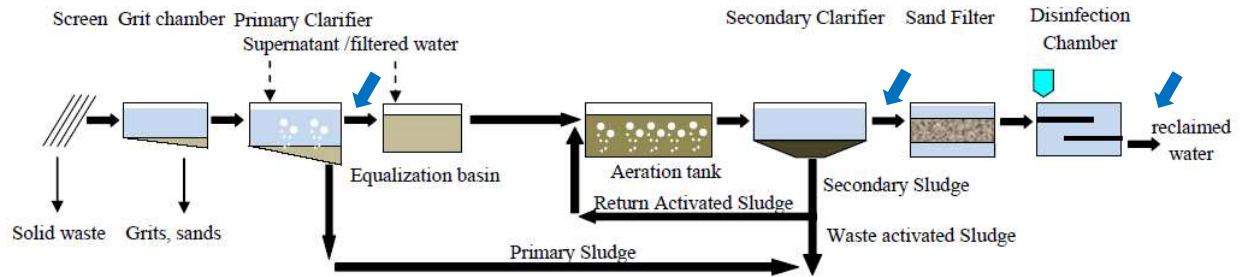 Screen Grit chamber Primary Clarifier Secondary Clarifier Sand Filter Disinfection
Chamber
Supernatant /filtered water
reclaimed
water
Equalization basin
Aeration tank
Secondary Sludge
Return Activated Sludge
Solid waste
Grits, sands
Waste activated Sludge
Primary Sludge